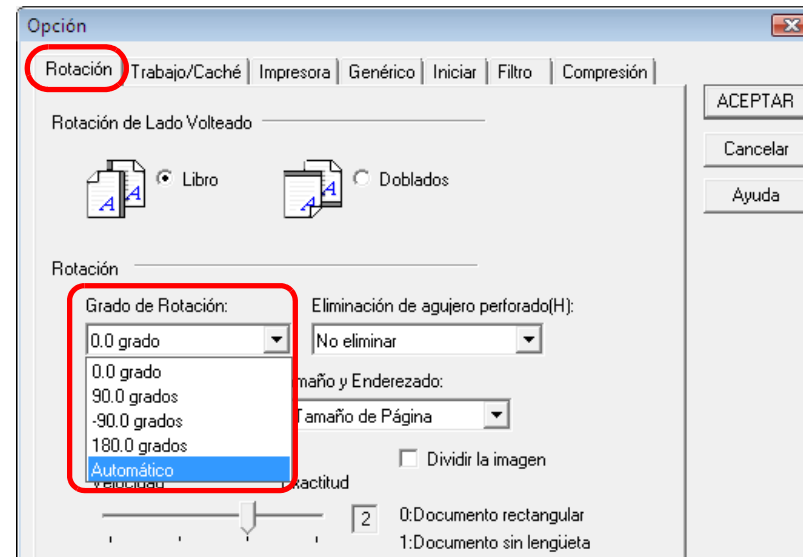 Opción
Rotación Trabajo/Caché Impresora Genérico Iniciar Filtro Compresión
ACEPTAR
Cancelar
Ayuda
Rotación de Lado Volteado
A A Libro
A A Doblados
Rotación
Grado de Rotación: Eliminación de agujero perforado(H):
0.0 grado No eliminar
0.0 grado
90.0 grados
-90.0 grados
180.0 grados
Automático
maño y Enderezado:
Tamaño de Página
Dividir la imagen
Velocidad Exactitud
2 0:Documento rectangular
1:Documento sin lengüeta